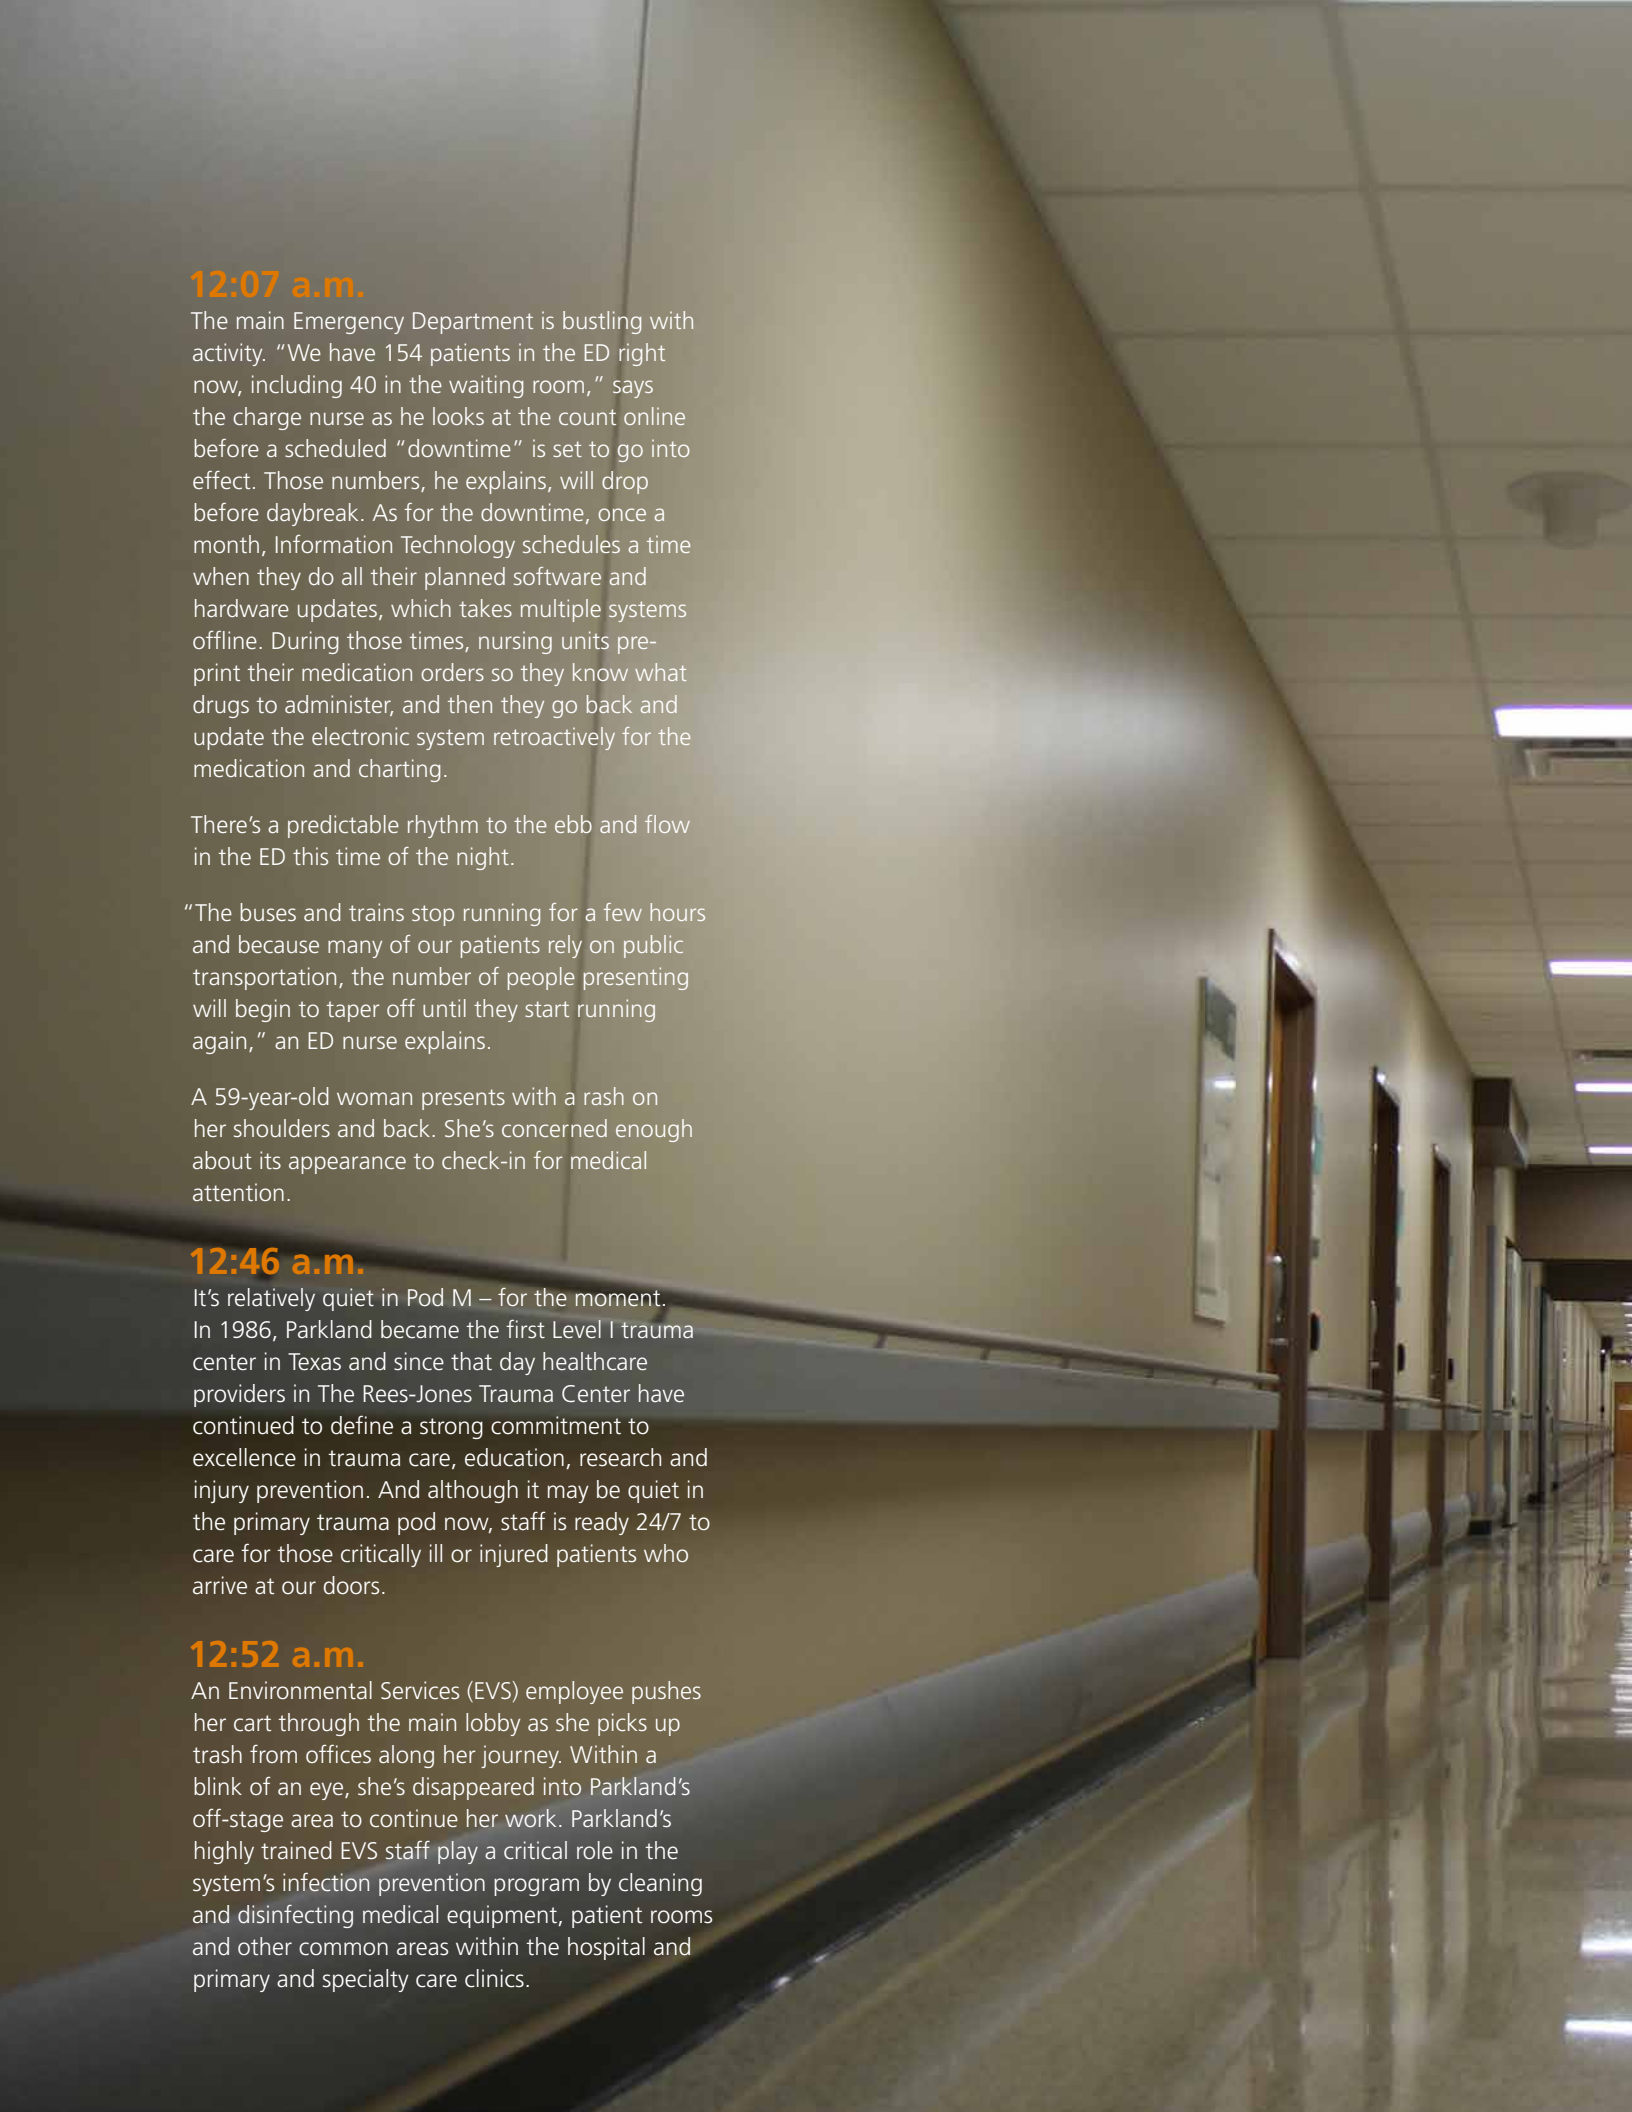 12:07 a.m.
The main Emergency Department is bustling with
activity. “We have 154 patients in the ED right
now, including 40 in the waiting room,” says
the charge nurse as he looks at the count online
before a scheduled “downtime” is set to go into
effect. Those numbers, he explains, will drop
before daybreak. As for the downtime, once a
month, Information Technology schedules a time
when they do all their planned software and
hardware updates, which takes multiple systems
offline. During those times, nursing units pre-
print their medication orders so they know what
drugs to administer, and then they go back and
update the electronic system retroactively for the
medication and charting.
There’s a predictable rhythm to the ebb and flow
in the ED this time of the night.
“The buses and trains stop running for a few hours
and because many of our patients rely on public
transportation, the number of people presenting
will begin to taper off until they start running
again,” an ED nurse explains.
A 59-year-old woman presents with a rash on
her shoulders and back. She’s concerned enough
about its appearance to check-in for medical
attention.
12:46 a.m.
It’s relatively quiet in Pod M – for the moment.
In 1986, Parkland became the first Level I trauma
center in Texas and since that day healthcare
providers in The Rees-Jones Trauma Center have
continued to define a strong commitment to
excellence in trauma care, education, research and
injury prevention. And although it may be quiet in
the primary trauma pod now, staff is ready 24/7 to
care for those critically ill or injured patients who
arrive at our doors.
12:52 a.m.
An Environmental Services (EVS) employee pushes
her cart through the main lobby as she picks up
trash from offices along her journey. Within a
blink of an eye, she’s disappeared into Parkland’s
off-stage area to continue her work. Parkland’s
highly trained EVS staff play a critical role in the
system’s infection prevention program by cleaning
and disinfecting medical equipment, patient rooms
and other common areas within the hospital and
primary and specialty care clinics.